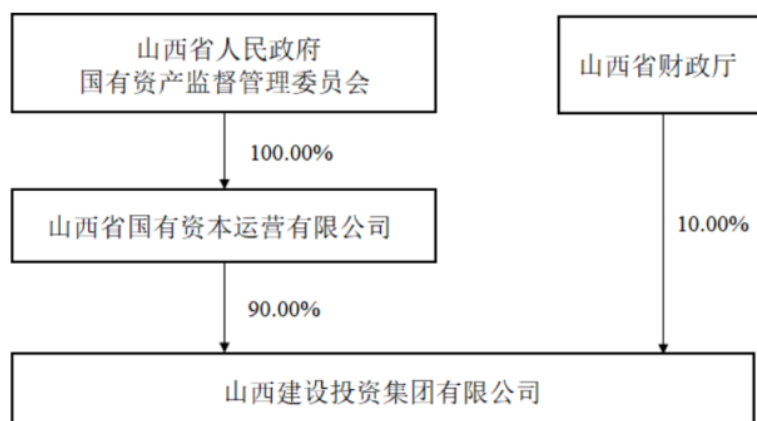 山西省人民政府
国有资产监督管理委员会
山西省财政厅
100.00%
山西省国有资本运营有限公司
10.00%
90.00%
山西建设投资集团有限公司